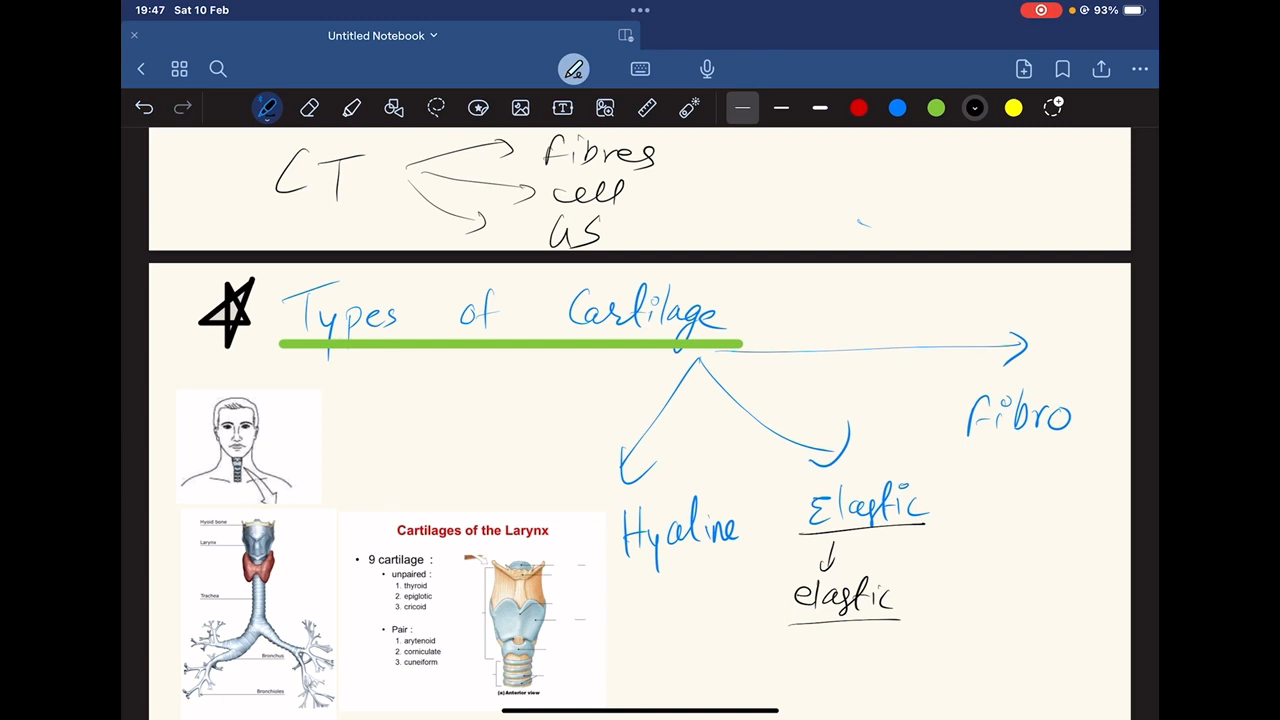 19:47 Sat 10 Feb
93%
Untitled Notebook
CT
fibres
cell
GS
Types of Cartilage
fibro
Hyaline
Elastic
elastic
Hyoid bone
Larynx
Trachea
Bronchus
Bronchioles
Cartilages of the Larynx
• 9 cartilage :
• unpaired :
1. thyroid
2. epiglotic
3. cricoid
• Pair :
1. arytenoid
2. corniculate
3. cuneiform
(a) Anterior view